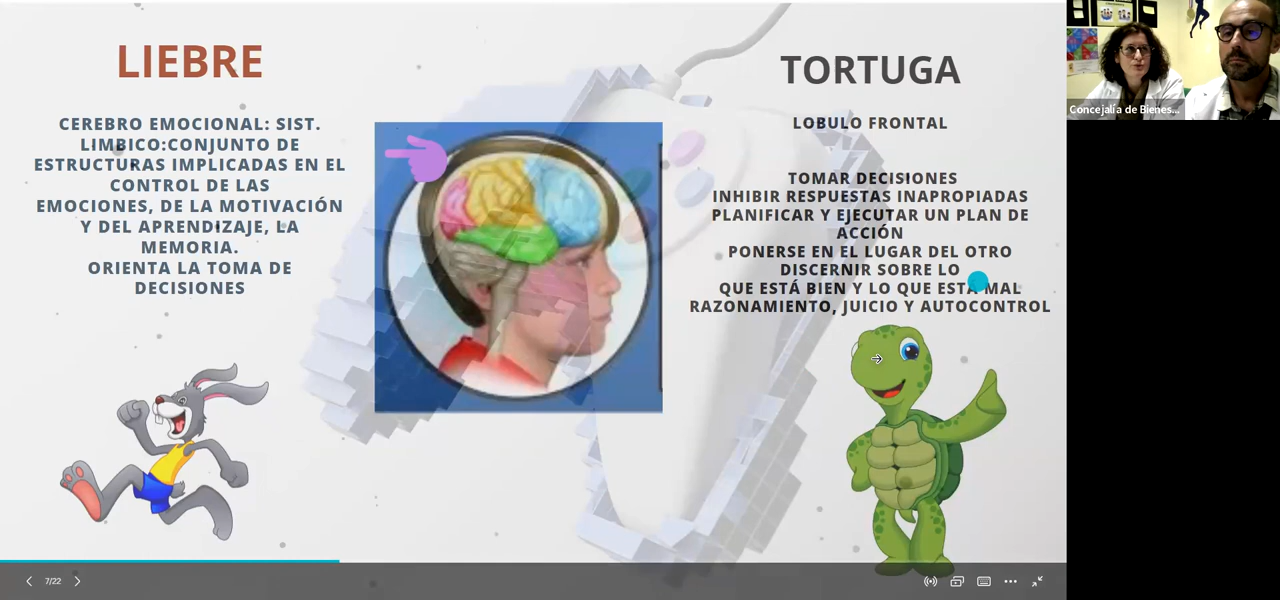 LIEBRE
CEREBRO EMOCIONAL: SIST.
LIMBICO:CONJUNTO DE
ESTRUCTURAS IMPLICADAS EN EL
CONTROL DE LAS
EMOCIONES, DE LA MOTIVACIÓN
Y DEL APRENDIZAJE, LA
MEMORIA.
ORIENTA LA TOMA DE
DECISIONES
TORTUGA
LOBULO FRONTAL
TOMAR DECISIONES
INHIBIR RESPUESTAS INAPROPIADAS
PLANIFICAR Y EJECUTAR UN PLAN DE
ACCIÓN
PONERSE EN EL LUGAR DEL OTRO
DISCERNIR SOBRE LO
QUE ESTÁ BIEN Y LO QUE ESTÁ MAL
RAZONAMIENTO, JUICIO Y AUTOCONTROL
Concejalía de Bienes...
7/22